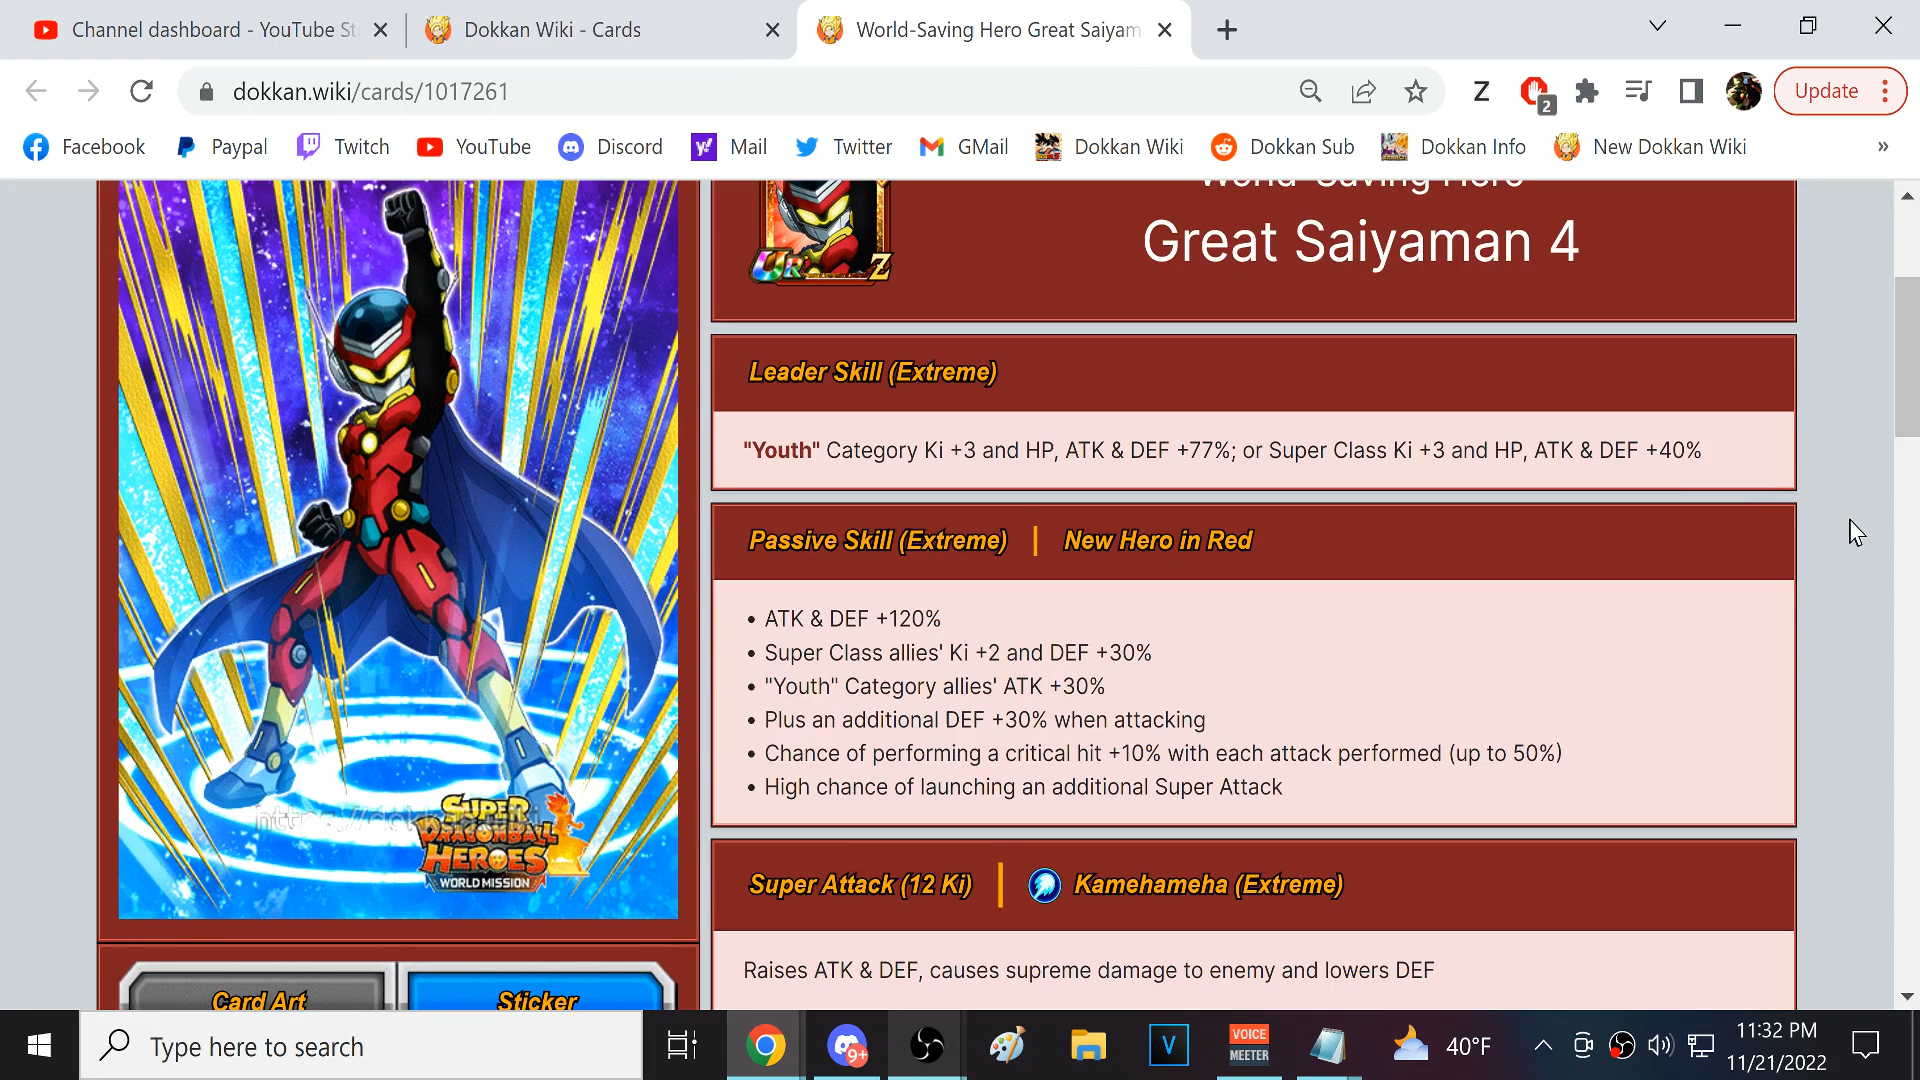 Channel dashboard - YouTube St
Dokkan Wiki - Cards
World-Saving Hero Great Saiyam
dokkan.wiki/cards/1017261
Z
2
Update
Facebook
Paypal
Twitch
YouTube
Discord
Mail
Twitter
GMail
Dokkan Wiki
Dokkan Sub
Dokkan Info
New Dokkan Wiki
»
World-Saving Hero
Great Saiyaman 4
UR
Z
Leader Skill (Extreme)
"Youth" Category Ki +3 and HP, ATK & DEF +77%; or Super Class Ki +3 and HP, ATK & DEF +40%
Passive Skill (Extreme) | New Hero in Red
• ATK & DEF +120%
• Super Class allies' Ki +2 and DEF +30%
• "Youth" Category allies' ATK +30%
• Plus an additional DEF +30% when attacking
• Chance of performing a critical hit +10% with each attack performed (up to 50%)
• High chance of launching an additional Super Attack
Super Attack (12 Ki) | Kamehameha (Extreme)
Raises ATK & DEF, causes supreme damage to enemy and lowers DEF
SUPER
DRAGONBALL
HEROES
WORLD MISSION
Card Art
Sticker
Type here to search
9+
V
VOICE
MEETER
40°F
11:32 PM
11/21/2022